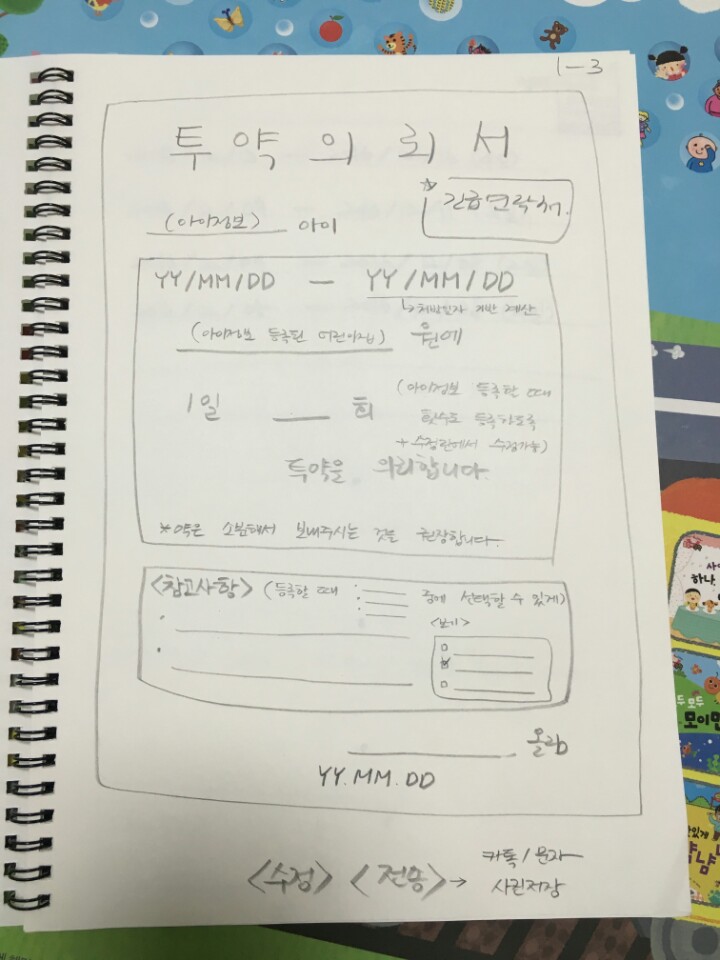 1-3
투약의뢰서
(아이정보) 아이
* 긴급연락처.
YY/MM/DD - YY/MM/DD
↳ 처방일자 기반 계산
(아이정보 등록된 어린이집) 원에
1일 ___ 회
(아이정보 등록할 때
횟수도 등록하도록
+ 수정란에서 수정가능)
투약을 의뢰합니다.
※약은 소분해서 보내주시는 것을 권장합니다.
<참고사항> (등록할 때 중에 선택할 수 있게)
<보기>
올림
YY.MM.DD
<수정> <전송> →
카톡/문자
사진저장
모두모두